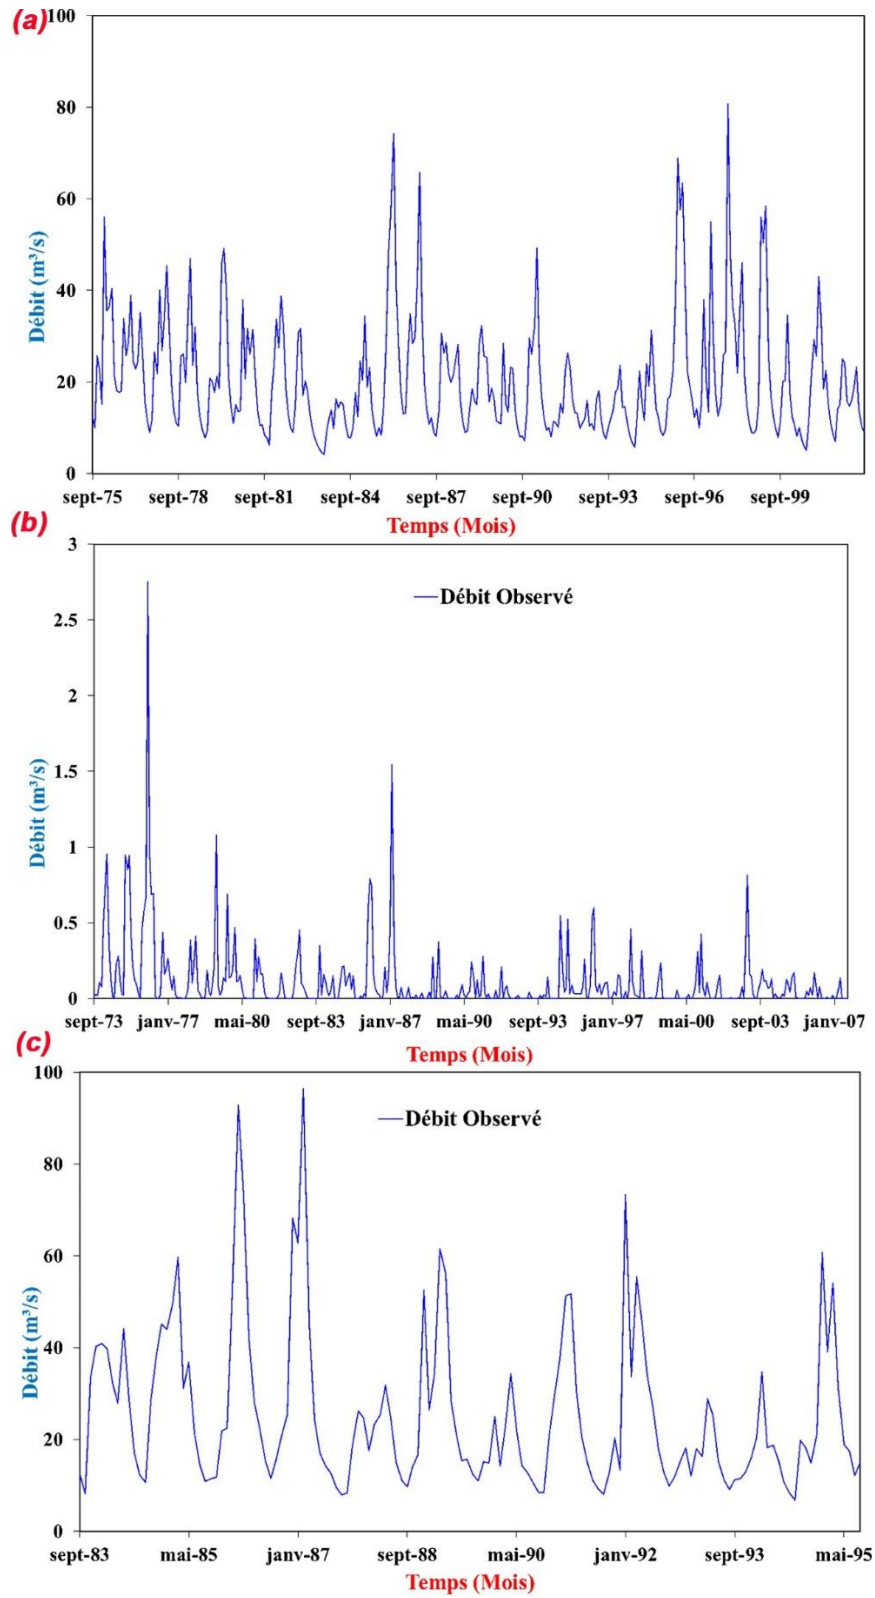 (a)
100
80
60
40
20
0
Débit (m³/s)
sept-75 sept-78 sept-81 sept-84 sept-87 sept-90 sept-93 sept-96 sept-99
Temps (Mois)
(b)
3
2.5
2
1.5
1
0.5
0
Débit (m³/s)
Débit Observé
sept-73 janv-77 mai-80 sept-83 janv-87 mai-90 sept-93 janv-97 mai-00 sept-03 janv-07
Temps (Mois)
(c)
100
80
60
40
20
0
Débit (m³/s)
Débit Observé
sept-83 mai-85 janv-87 sept-88 mai-90 janv-92 sept-93 mai-95
Temps (Mois)